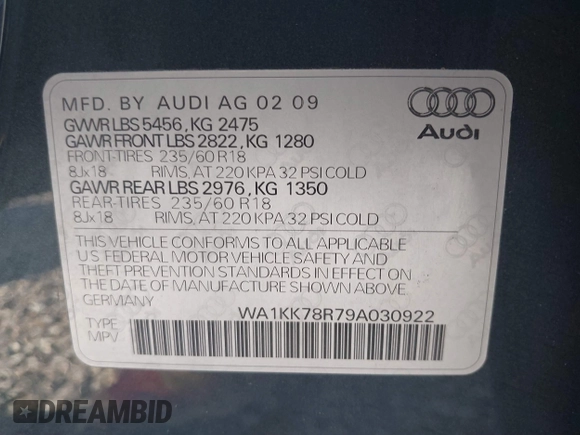 MFD. BY AUDI AG 02 09
GWWR LBS 5456, KG 2475
GAWR FRONT LBS 2822, KG 1280
FRONT-TIRES 235/60 R18
8Jx18 RIMS, AT 220 KPA 32 PSI COLD
GAWR REAR LBS 2976, KG 1350
REAR-TIRES 235/60 R18
8Jx18 RIMS, AT 220 KPA 32 PSI COLD
Audi
THIS VEHICLE CONFORMS TO ALL APPLICABLE
U.S FEDERAL MOTOR VEHICLE SAFETY AND
THEFT PREVENTION STANDARDS IN EFFECT ON
THE DATE OF MANUFACTURE SHOWN ABOVE.
GERMANY
WA1KK78R79A030922
TYPE
MPV
DREAMBID